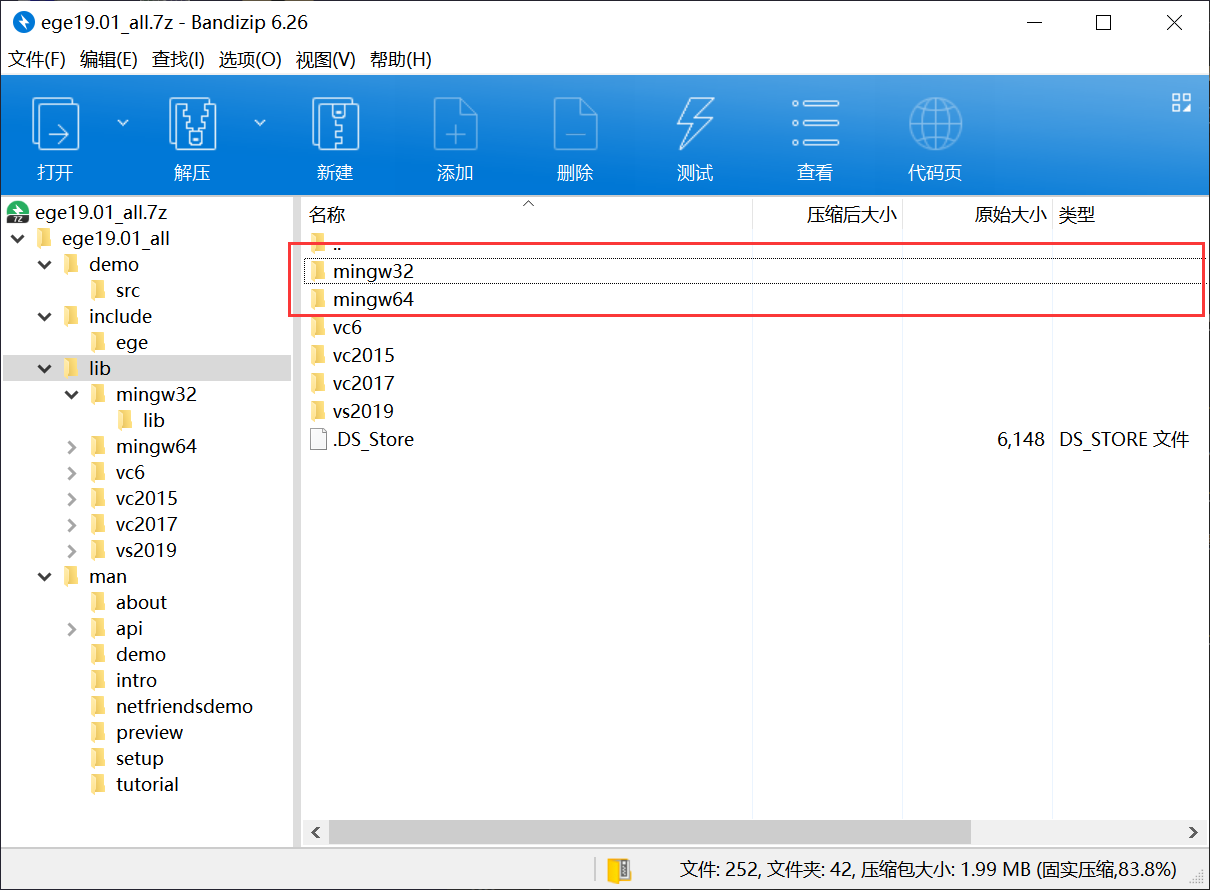 ege19.01_all.7z - Bandizip 6.26
文件(F) 编辑(E) 查找(I) 选项(O) 视图(V) 帮助(H)
打开 解压 新建 添加 删除 测试 查看 代码页
ege19.01_all.7z
ege19.01_all
demo
src
include
ege
lib
mingw32
lib
mingw64
vc6
vc2015
vc2017
vs2019
man
about
api
demo
intro
netfriendsdemo
preview
setup
tutorial
名称 压缩后大小 原始大小 类型
..
mingw32
mingw64
vc6
vc2015
vc2017
vs2019
.DS_Store 6,148 DS_STORE 文件
文件: 252, 文件夹: 42, 压缩包大小: 1.99 MB (固实压缩,83.8%)